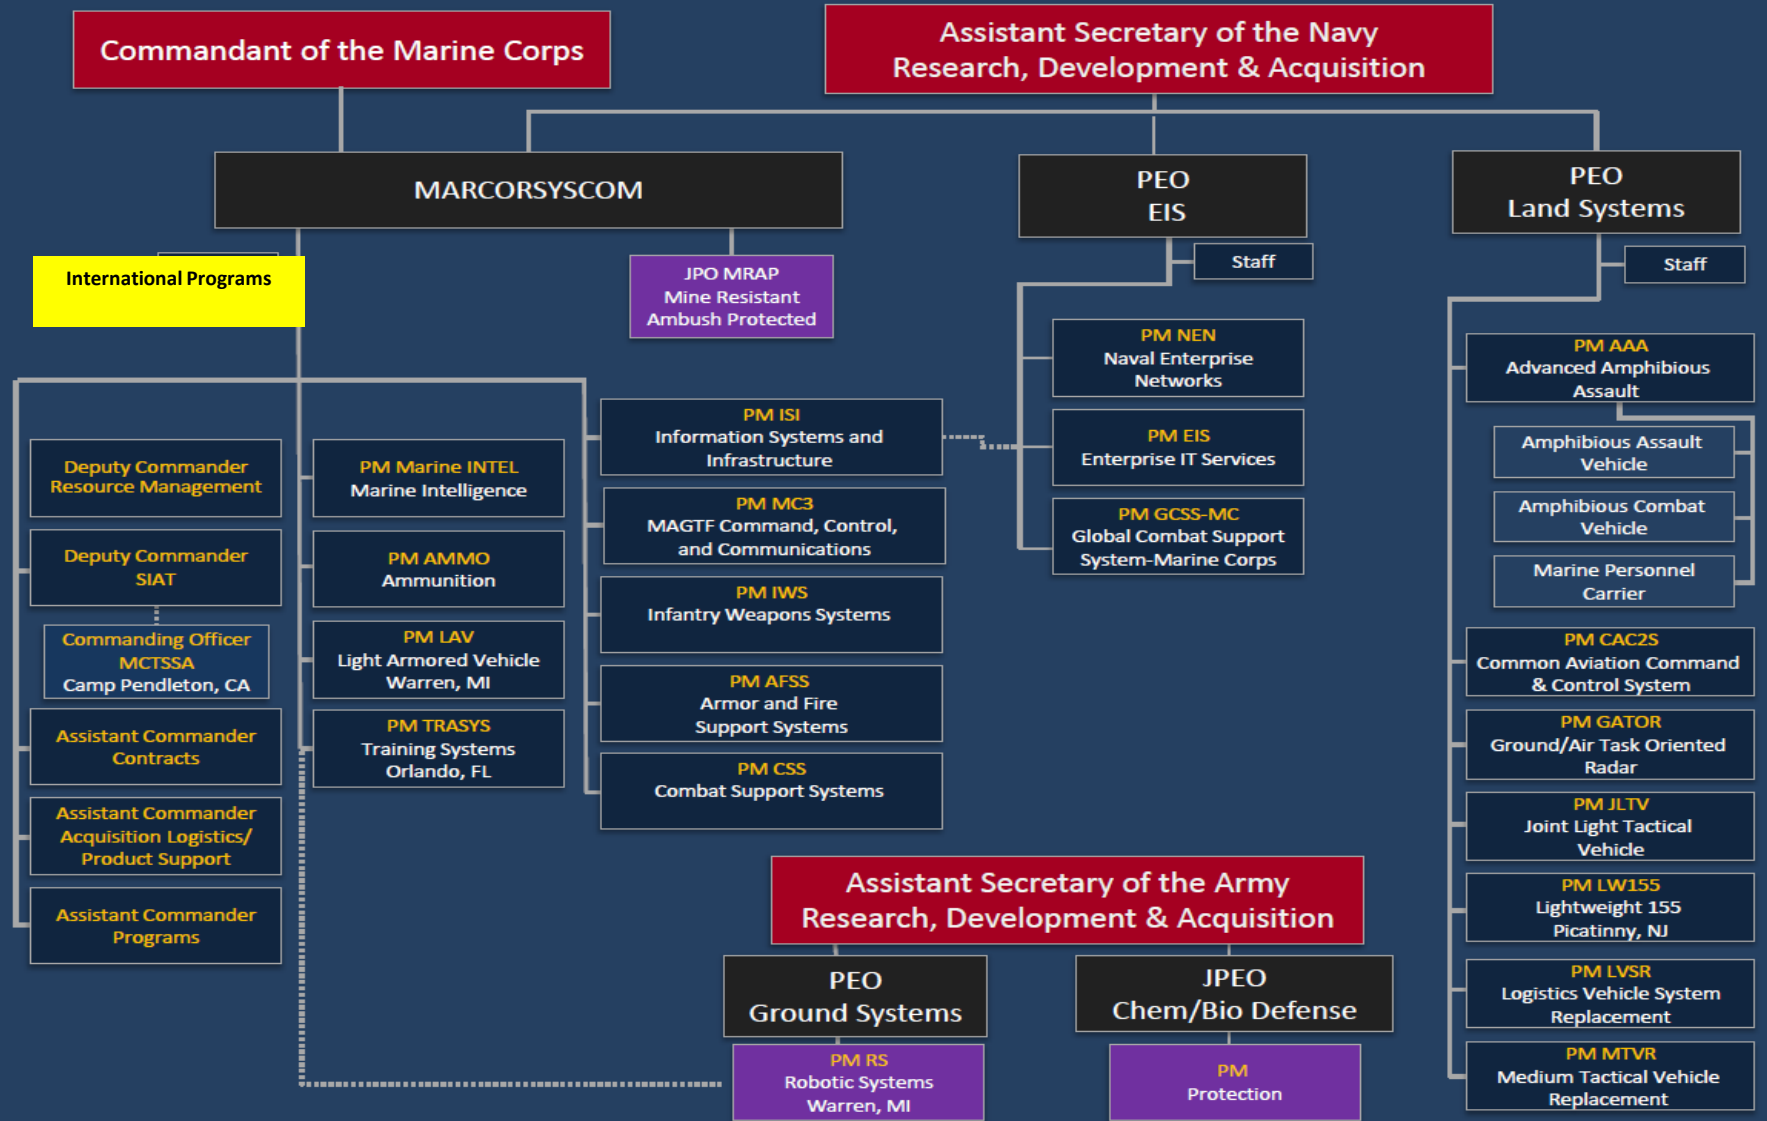 Commandant of the Marine Corps
Assistant Secretary of the Navy
Research, Development & Acquisition
MARCORSYSCOM
PEO
EIS
PEO
Land Systems
International Programs
JPO MRAP
Mine Resistant
Ambush Protected
Staff
Staff
Deputy Commander
Resource Management
Deputy Commander
SIAT
Commanding Officer
MCTSSA
Camp Pendleton, CA
Assistant Commander
Contracts
Assistant Commander
Acquisition Logistics/
Product Support
Assistant Commander
Programs
PM Marine INTEL
Marine Intelligence
PM AMMO
Ammunition
PM LAV
Light Armored Vehicle
Warren, MI
PM TRASYS
Training Systems
Orlando, FL
PM ISI
Information Systems and
Infrastructure
PM MC3
MAGTF Command, Control,
and Communications
PM IWS
Infantry Weapons Systems
PM AFSS
Armor and Fire
Support Systems
PM CSS
Combat Support Systems
PM NEN
Naval Enterprise
Networks
PM EIS
Enterprise IT Services
PM GCSS-MC
Global Combat Support
System-Marine Corps
PM AAA
Advanced Amphibious
Assault
Amphibious Assault
Vehicle
Amphibious Combat
Vehicle
Marine Personnel
Carrier
PM CAC2S
Common Aviation Command
& Control System
PM GATOR
Ground/Air Task Oriented
Radar
PM JLTV
Joint Light Tactical
Vehicle
PM LW155
Lightweight 155
Picatinny, NJ
PM LVSR
Logistics Vehicle System
Replacement
PM MTVR
Medium Tactical Vehicle
Replacement
Assistant Secretary of the Army
Research, Development & Acquisition
PEO
Ground Systems
JPEO
Chem/Bio Defense
PM RS
Robotic Systems
Warren, MI
PM
Protection